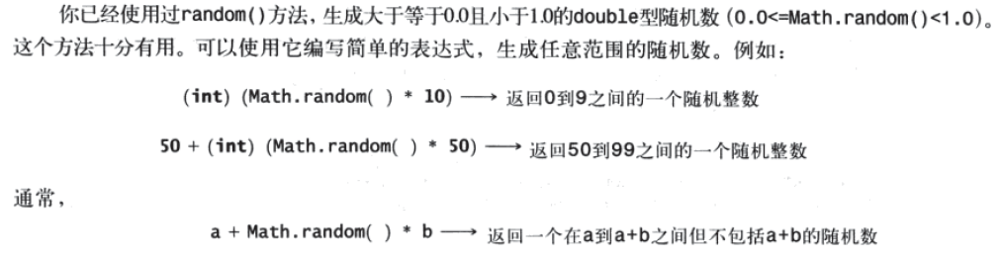 你已经使用过random()方法，生成大于等于0.0且小于1.0的double型随机数 (0.0<=Math.random()<1.0)。
这个方法十分有用。可以使用它编写简单的表达式，生成任意范围的随机数。例如：
(int) (Math.random( ) * 10) ⟶ 返回0到9之间的一个随机整数
50 + (int) (Math.random( ) * 50) ⟶ 返回50到99之间的一个随机整数
通常，
a + Math.random( ) * b ⟶ 返回一个在a到a+b之间但不包括a+b的随机数